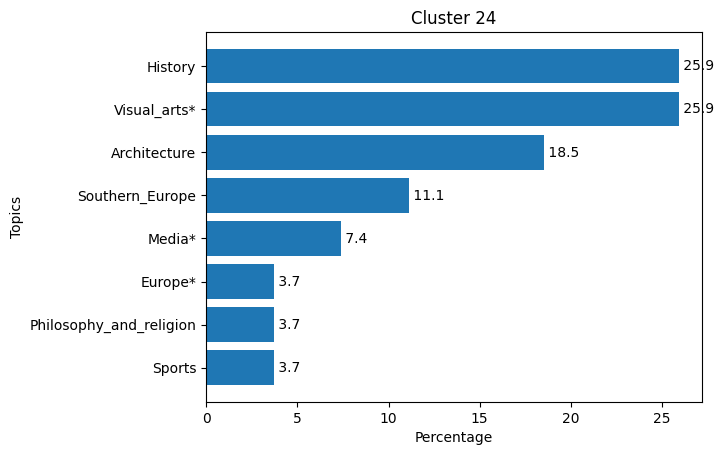 Cluster 24
Topics
History 25.9
Visual_arts* 25.9
Architecture 18.5
Southern_Europe 11.1
Media* 7.4
Europe* 3.7
Philosophy_and_religion 3.7
Sports 3.7
0 5 10 15 20 25
Percentage